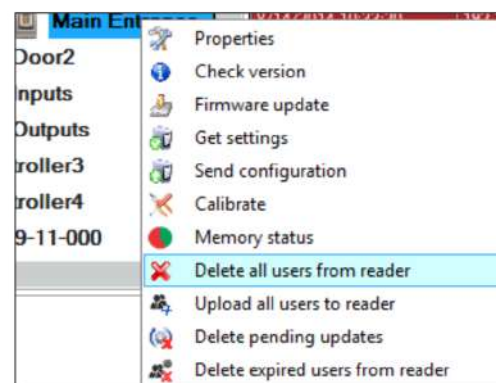 Main Entrance
Door2
nputs
Outputs
troller3
troller4
9-11-000
Properties
Check version
Firmware update
Get settings
Send configuration
Calibrate
Memory status
Delete all users from reader
Upload all users to reader
Delete pending updates
Delete expired users from reader